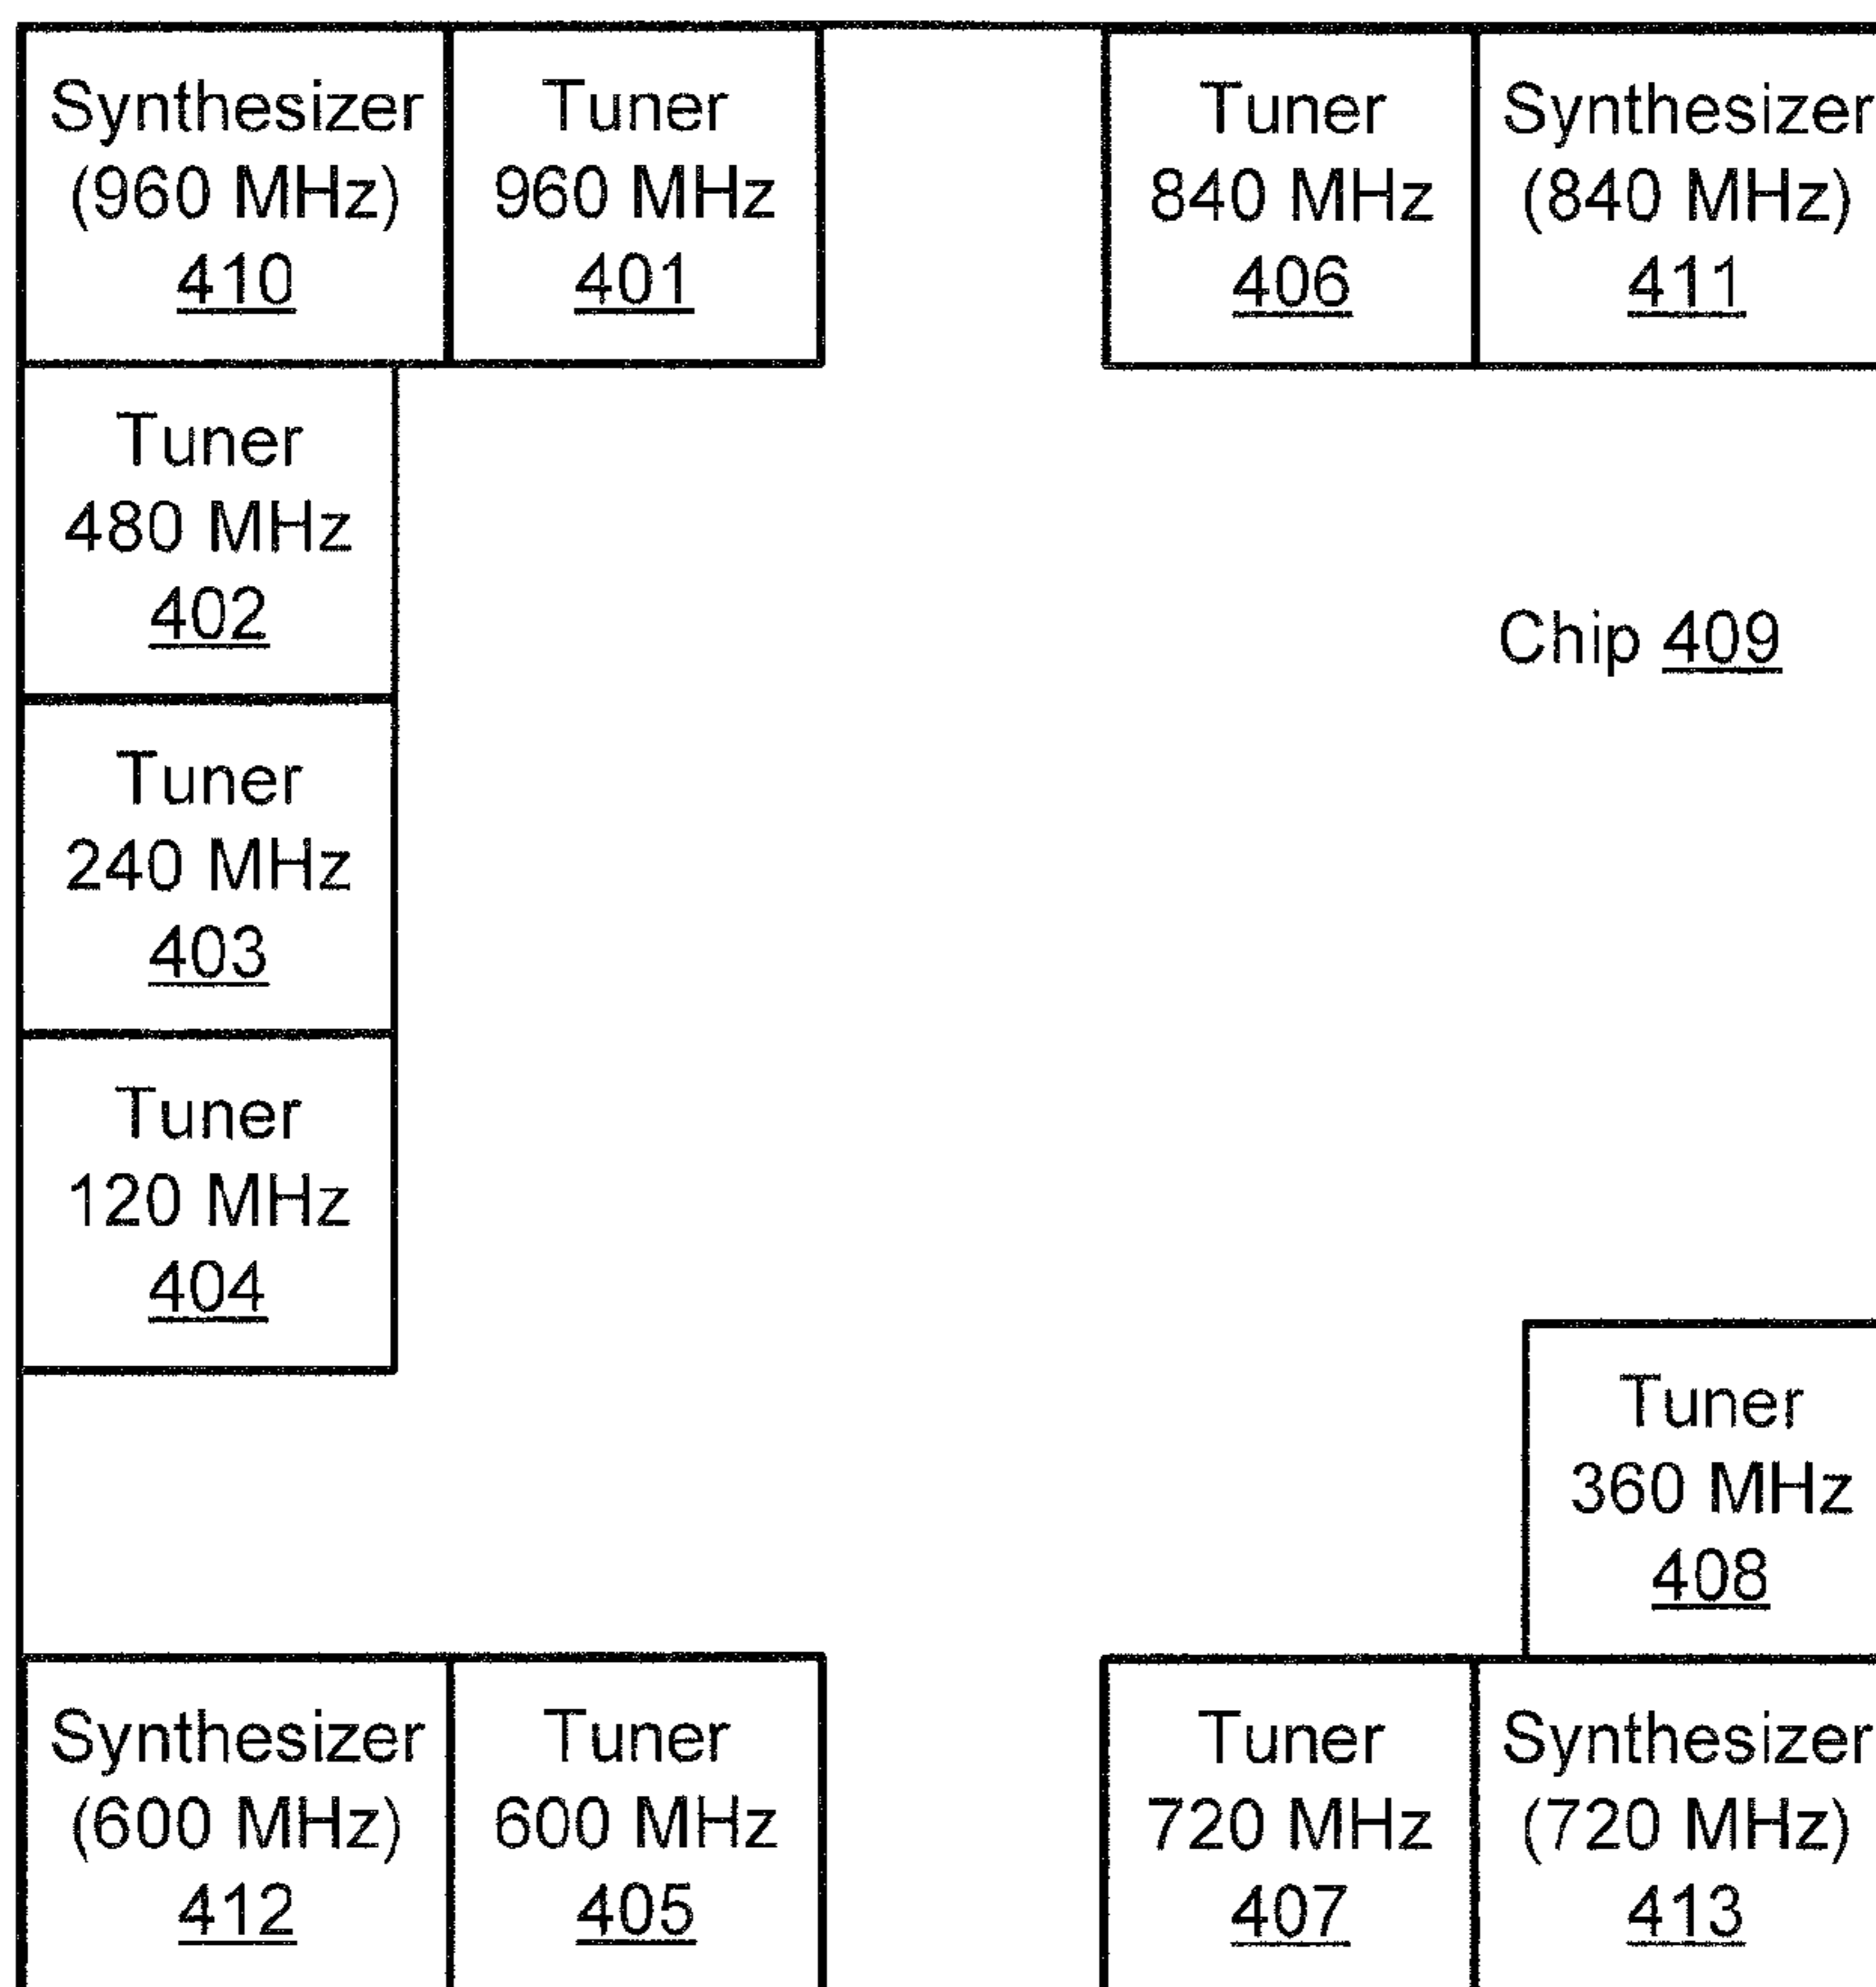 Synthesizer
(960 MHz)
410
Tuner
960 MHz
401
Tuner
840 MHz
406
Synthesizer
(840 MHz)
411
Tuner
480 MHz
402
Chip 409
Tuner
240 MHz
403
Tuner
120 MHz
404
Tuner
360 MHz
408
Synthesizer
(600 MHz)
412
Tuner
600 MHz
405
Tuner
720 MHz
407
Synthesizer
(720 MHz)
413